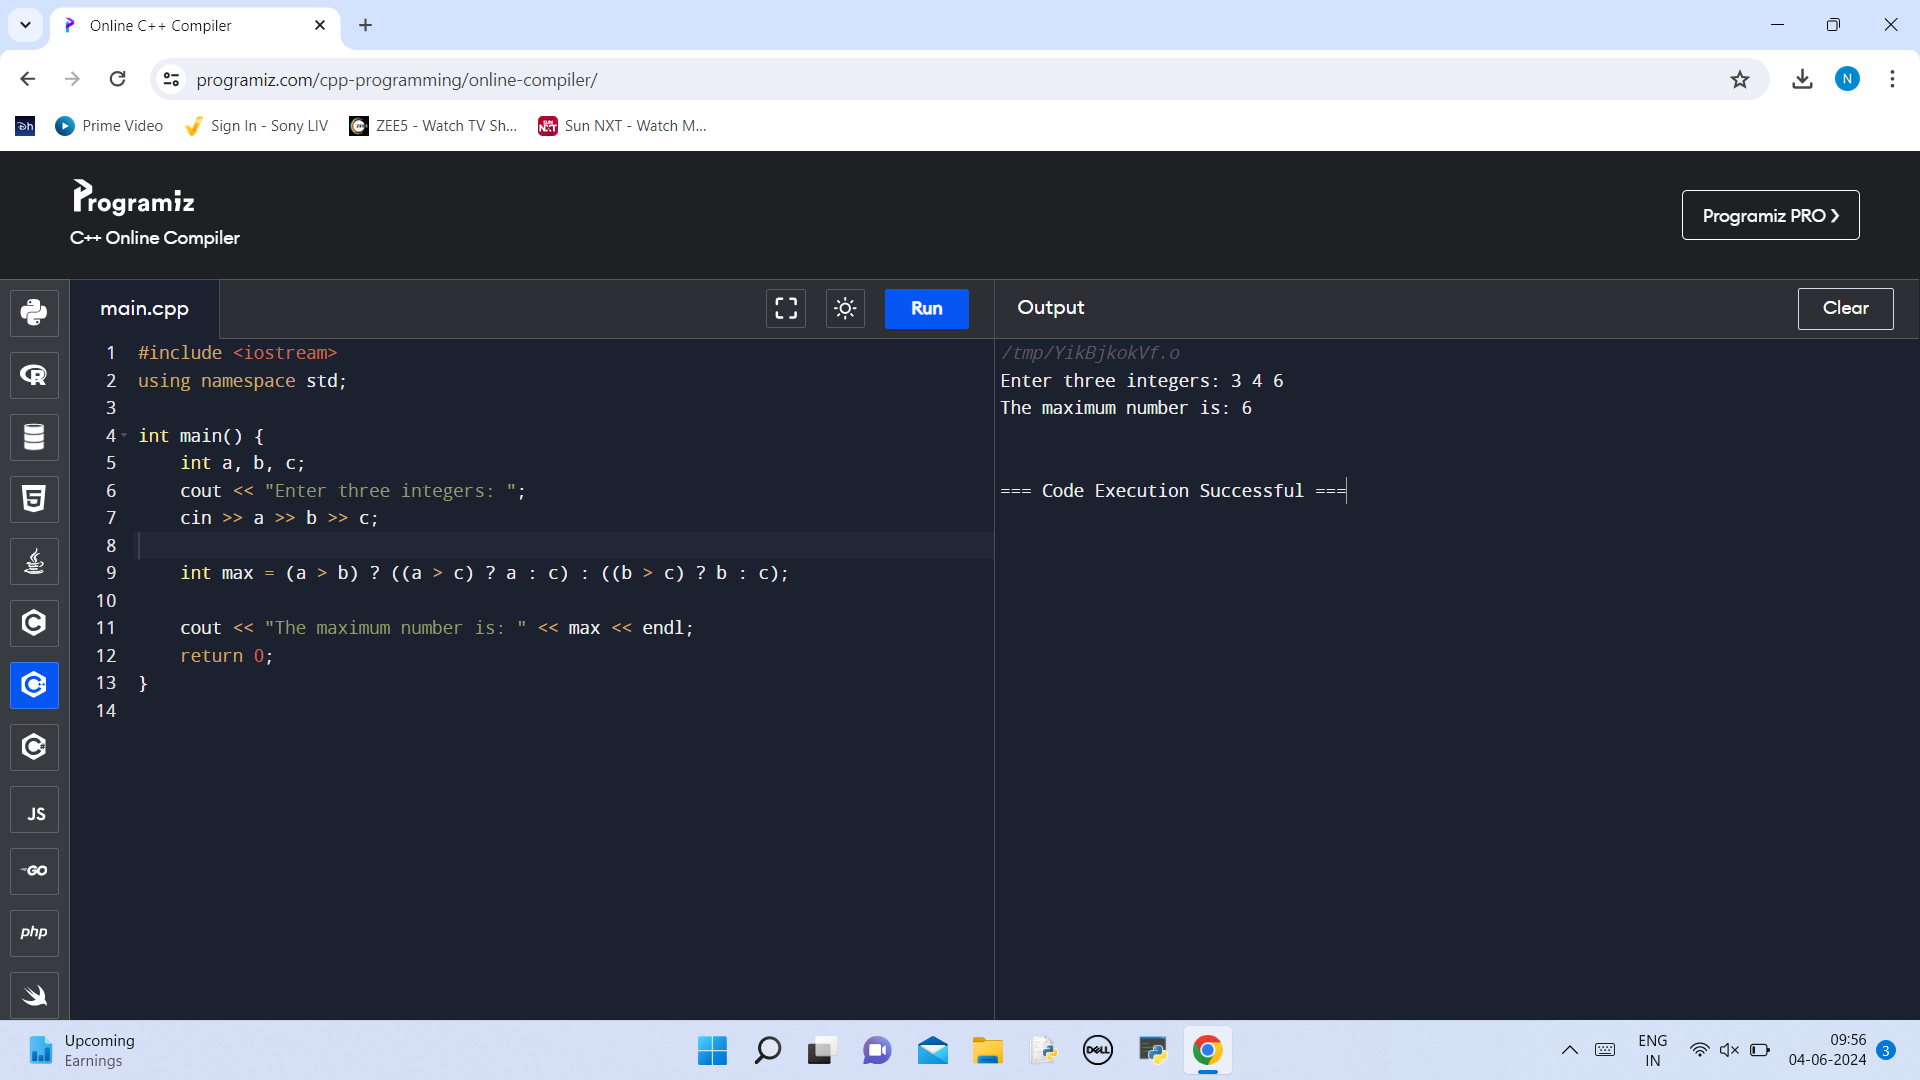 Online C++ Compiler
programiz.com/cpp-programming/online-compiler/
N
Prime Video
Sign In - Sony LIV
ZEE5 - Watch TV Sh...
Sun NXT - Watch M...
Programiz
C++ Online Compiler
Programiz PRO ❯
main.cpp
Run
Output
Clear
1 #include <iostream>
2 using namespace std;
3
4 int main() {
5     int a, b, c;
6     cout << "Enter three integers: ";
7     cin >> a >> b >> c;
8
9     int max = (a > b) ? ((a > c) ? a : c) : ((b > c) ? b : c);
10
11     cout << "The maximum number is: " << max << endl;
12     return 0;
13 }
14
/tmp/YikBjkokVf.o
Enter three integers: 3 4 6
The maximum number is: 6
=== Code Execution Successful ===
JS
GO
php
Upcoming
Earnings
DELL
ENG
IN
09:56
04-06-2024
3